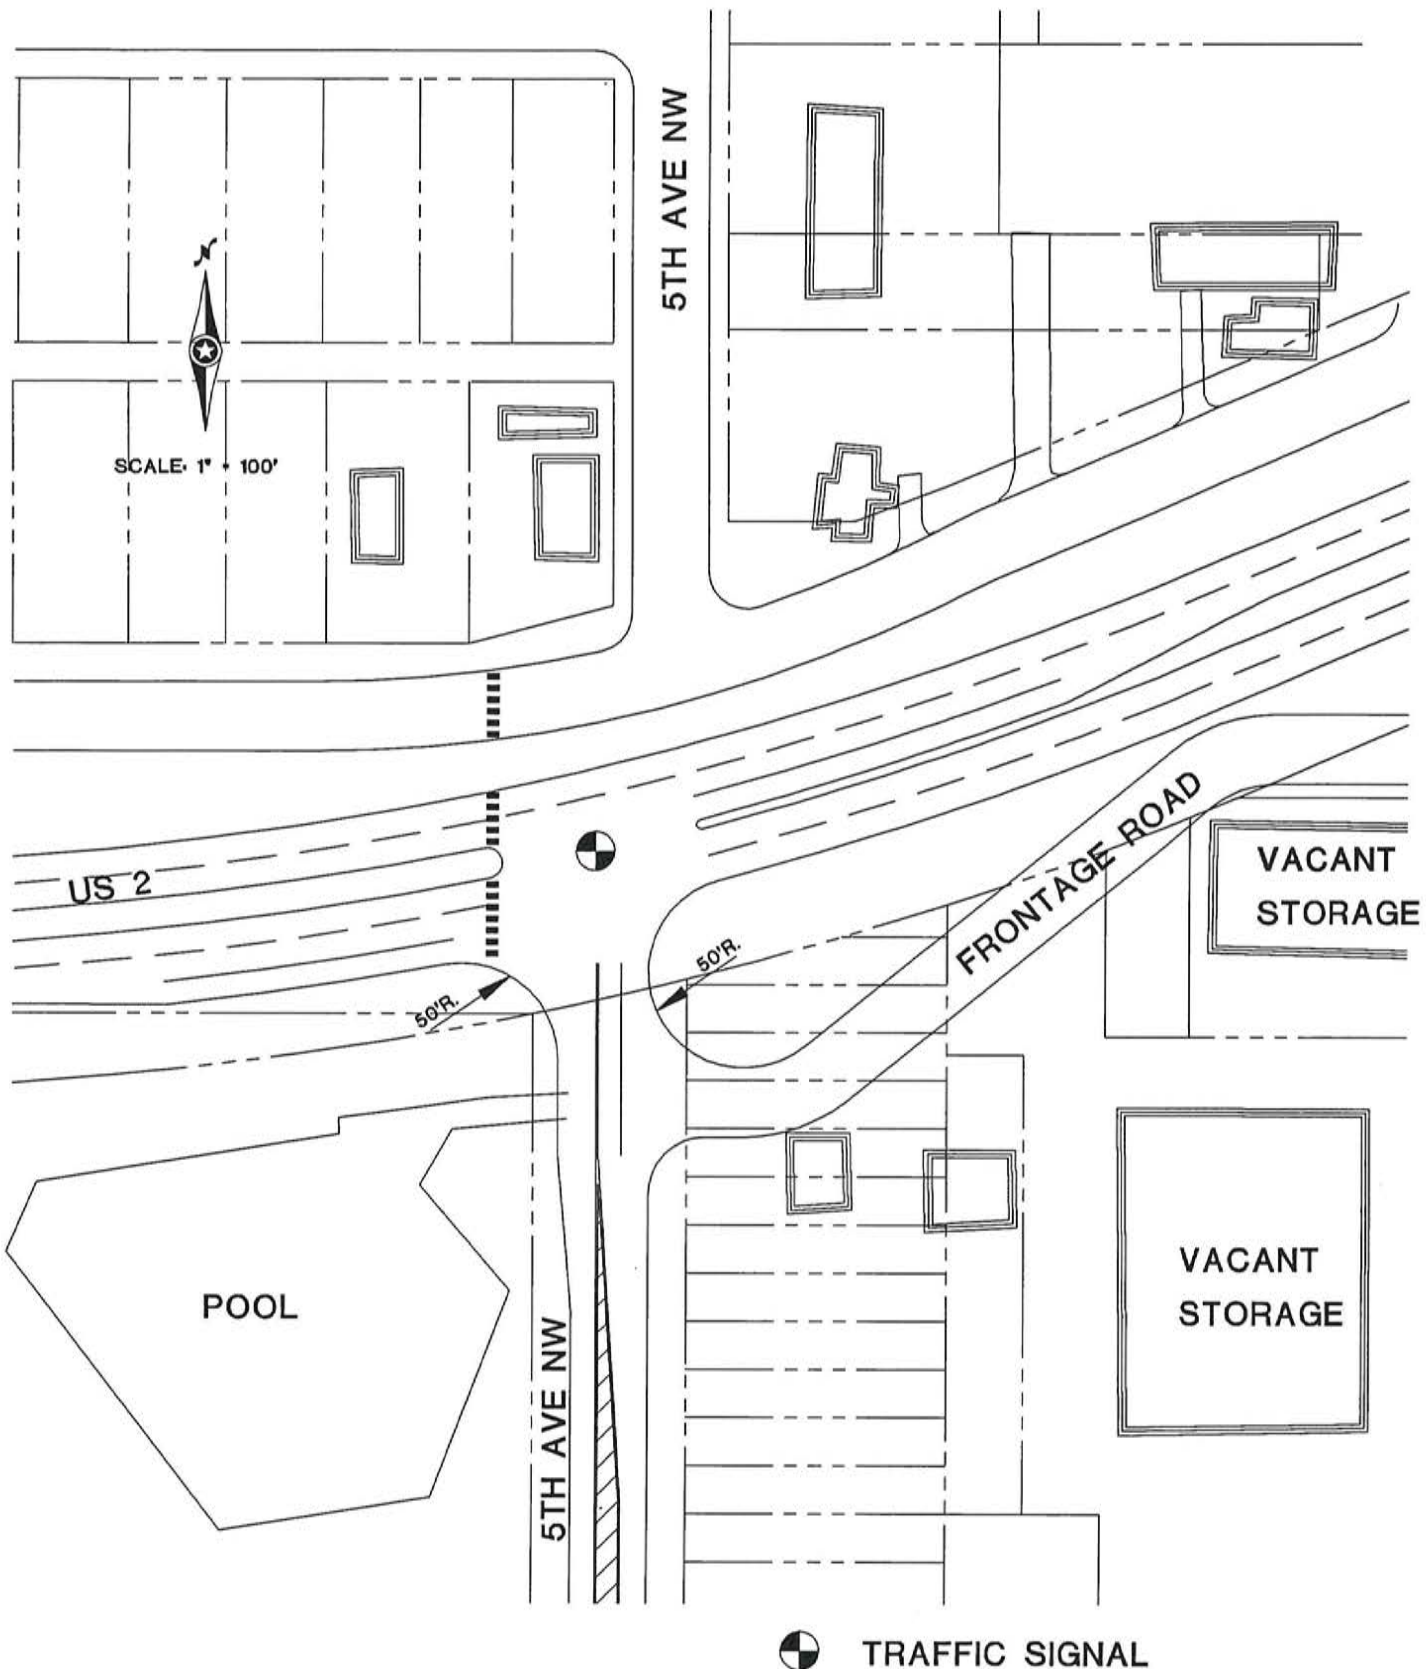 5TH AVE NW
N
SCALE: 1" = 100'
US 2
FRONTAGE ROAD
VACANT
STORAGE
50'R.
50'R.
VACANT
STORAGE
POOL
5TH AVE NW
TRAFFIC SIGNAL